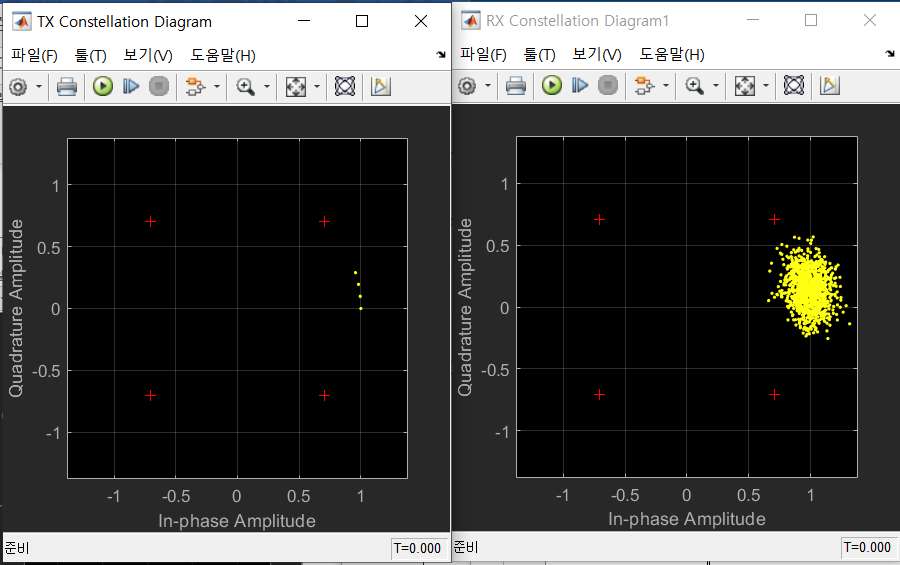 TX Constellation Diagram
파일(F) 툴(T) 보기(V) 도움말(H)
1
0.5
0
-0.5
-1
Quadrature Amplitude
-1 -0.5 0 0.5 1
In-phase Amplitude
준비
T=0.000
RX Constellation Diagram1
파일(F) 툴(T) 보기(V) 도움말(H)
1
0.5
0
-0.5
-1
Quadrature Amplitude
-1 -0.5 0 0.5 1
In-phase Amplitude
준비
T=0.000